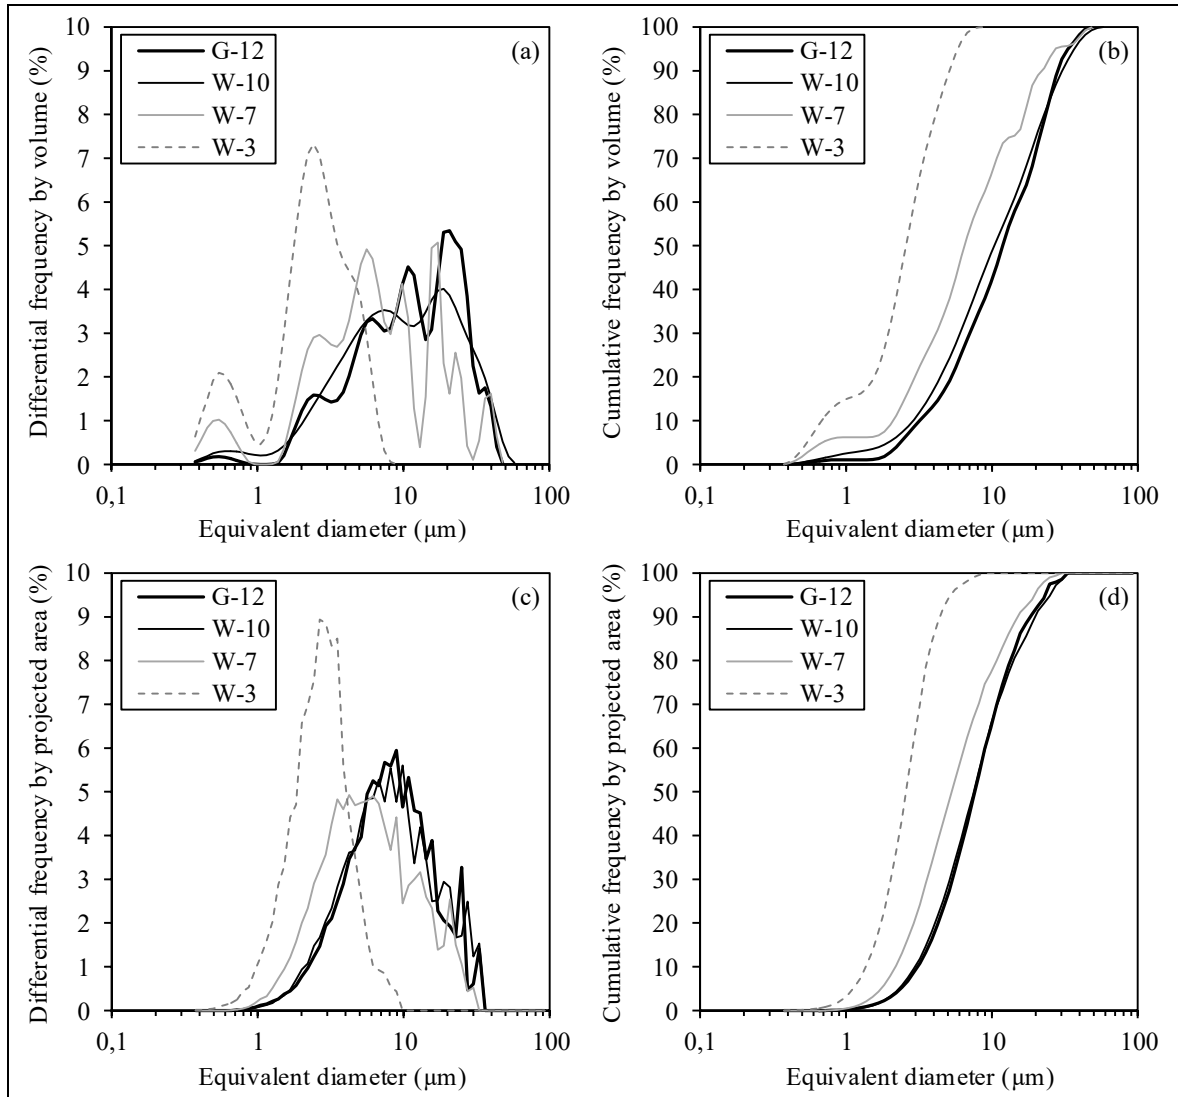 Differential frequency by volume (%)
10
9
8
7
6
5
4
3
2
1
0
G-12
W-10
W-7
W-3
(a)
0,1
1
10
100
Equivalent diameter (μm)
Cumulative frequency by volume (%)
100
90
80
70
60
50
40
30
20
10
0
G-12
W-10
W-7
W-3
(b)
0,1
1
10
100
Equivalent diameter (μm)
Differential frequency by projected area (%)
10
9
8
7
6
5
4
3
2
1
0
G-12
W-10
W-7
W-3
(c)
0,1
1
10
100
Equivalent diameter (μm)
Cumulative frequency by projected area (%)
100
90
80
70
60
50
40
30
20
10
0
G-12
W-10
W-7
W-3
(d)
0,1
1
10
100
Equivalent diameter (μm)